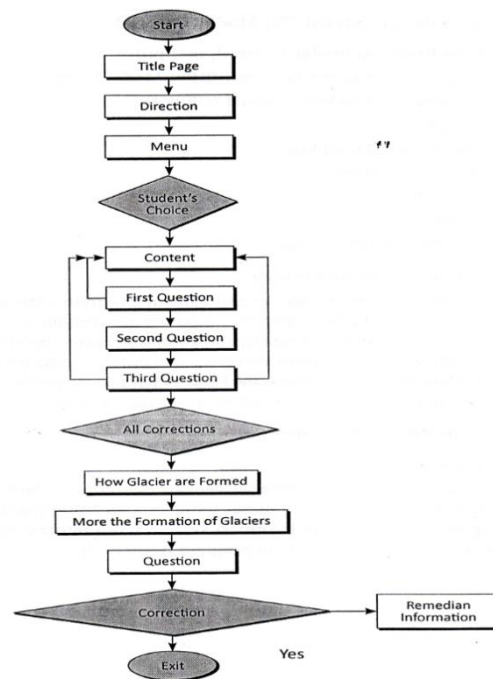 Start
Title Page
Direction
Menu
Student's
Choice
Content
First Question
Second Question
Third Question
All Corrections
How Glacier are Formed
More the Formation of Glaciers
Question
Correction
Remedian
Information
Yes
Exit